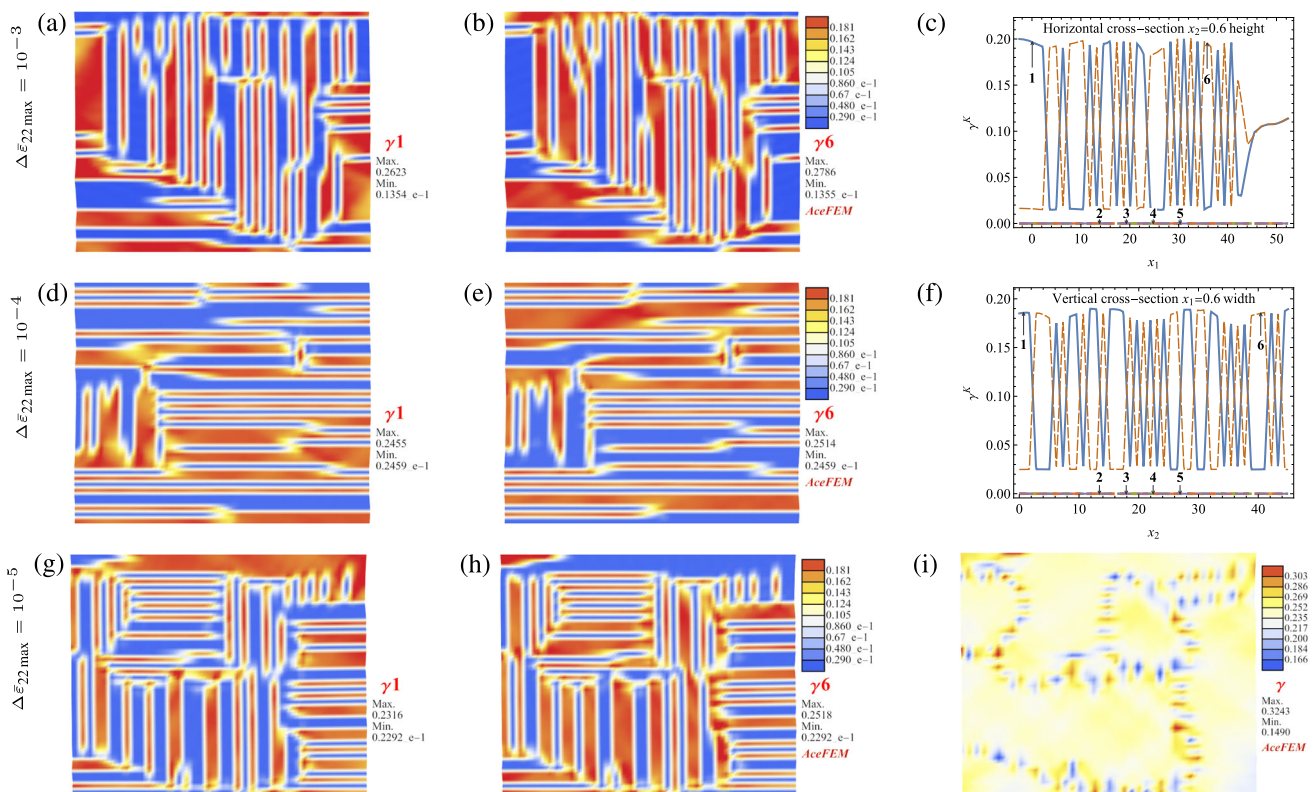 Δε̄₂₂ max = 10⁻³
(a)
γ1
Max.
0.2623
Min.
0.1354 e−1
(b)
0.181
0.162
0.143
0.124
0.105
0.860 e−1
0.67 e−1
0.480 e−1
0.290 e−1
γ6
Max.
0.2786
Min.
0.1355 e−1
AceFEM
(c)
Horizontal cross−section x₂=0.6 height
0.20
0.15
0.10
0.05
0.00
γᴷ
1
6
2 3 4 5
0 10 20 30 40 50
x₁
Δε̄₂₂ max = 10⁻⁴
(d)
γ1
Max.
0.2455
Min.
0.2459 e−1
(e)
0.181
0.162
0.143
0.124
0.105
0.860 e−1
0.67 e−1
0.480 e−1
0.290 e−1
γ6
Max.
0.2514
Min.
0.2459 e−1
AceFEM
(f)
Vertical cross−section x₁=0.6 width
0.20
0.15
0.10
0.05
0.00
γᴷ
1
6
2 3 4 5
0 10 20 30 40
x₂
Δε̄₂₂ max = 10⁻⁵
(g)
γ1
Max.
0.2316
Min.
0.2292 e−1
(h)
0.181
0.162
0.143
0.124
0.105
0.860 e−1
0.67 e−1
0.480 e−1
0.290 e−1
γ6
Max.
0.2518
Min.
0.2292 e−1
AceFEM
(i)
0.303
0.286
0.269
0.252
0.235
0.217
0.200
0.184
0.166
γ
Max.
0.3243
Min.
0.1490
AceFEM